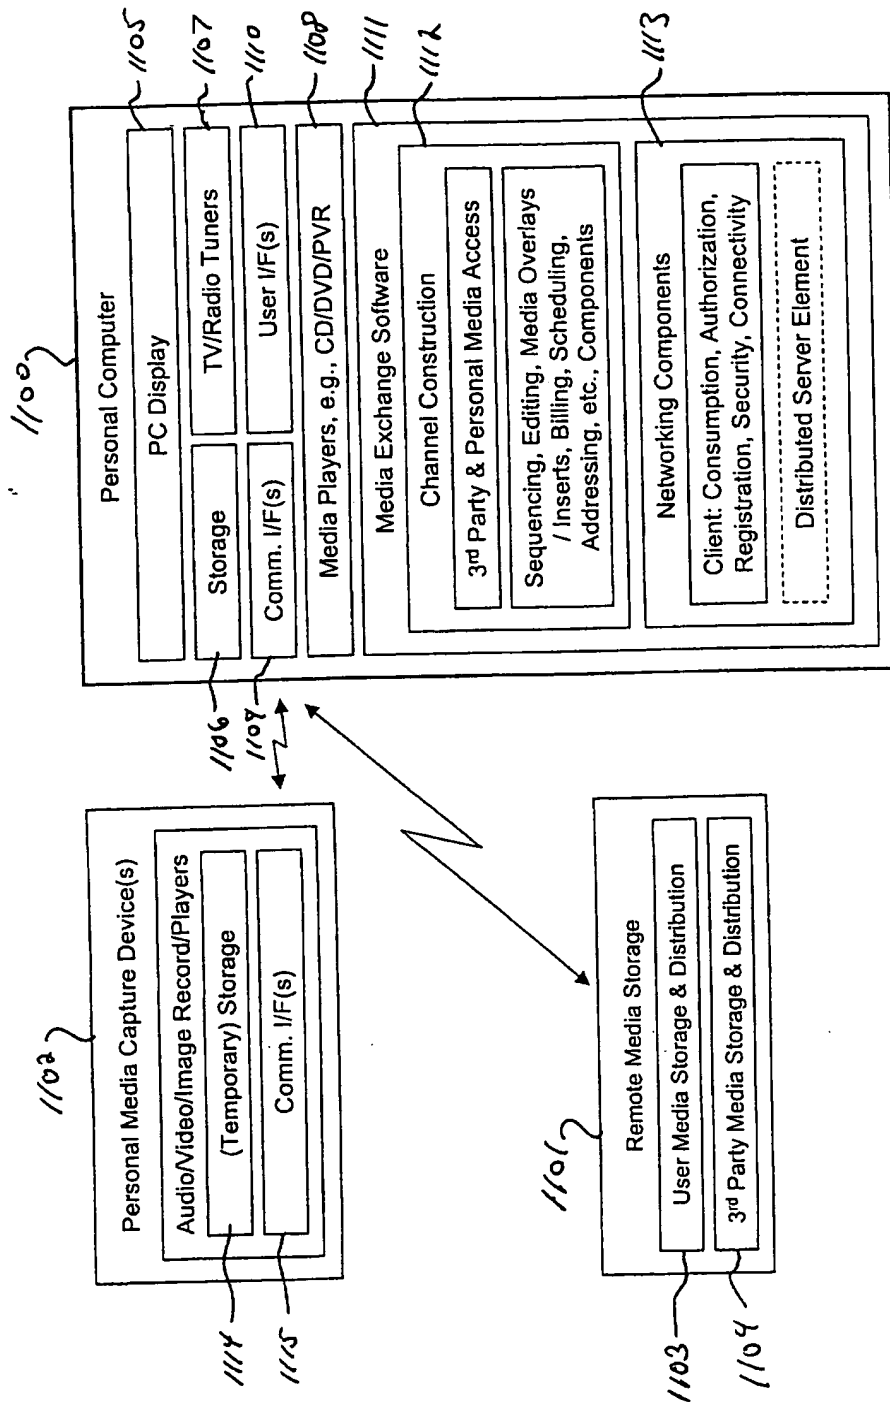 1100
Personal Computer
1105
PC Display
1106
Storage
TV/Radio Tuners
1107
1109
Comm. I/F(s)
User I/F(s)
1110
Media Players, e.g., CD/DVD/PVR
1108
Media Exchange Software
1111
Channel Construction
1112
3rd Party & Personal Media Access
Sequencing, Editing, Media Overlays
/ Inserts, Billing, Scheduling,
Addressing, etc., Components
Networking Components
1113
Client: Consumption, Authorization,
Registration, Security, Connectivity
Distributed Server Element
1102
Personal Media Capture Device(s)
Audio/Video/Image Record/Players
1114
(Temporary) Storage
1115
Comm. I/F(s)
1101
Remote Media Storage
1103
User Media Storage & Distribution
1104
3rd Party Media Storage & Distribution